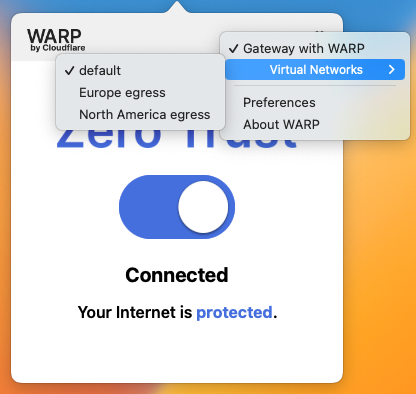 WARP
by Cloudflare
✓ Gateway with WARP
Virtual Networks >
Preferences
About WARP
✓ default
Europe egress
North America egress
Zero Trust
Connected
Your Internet is protected.